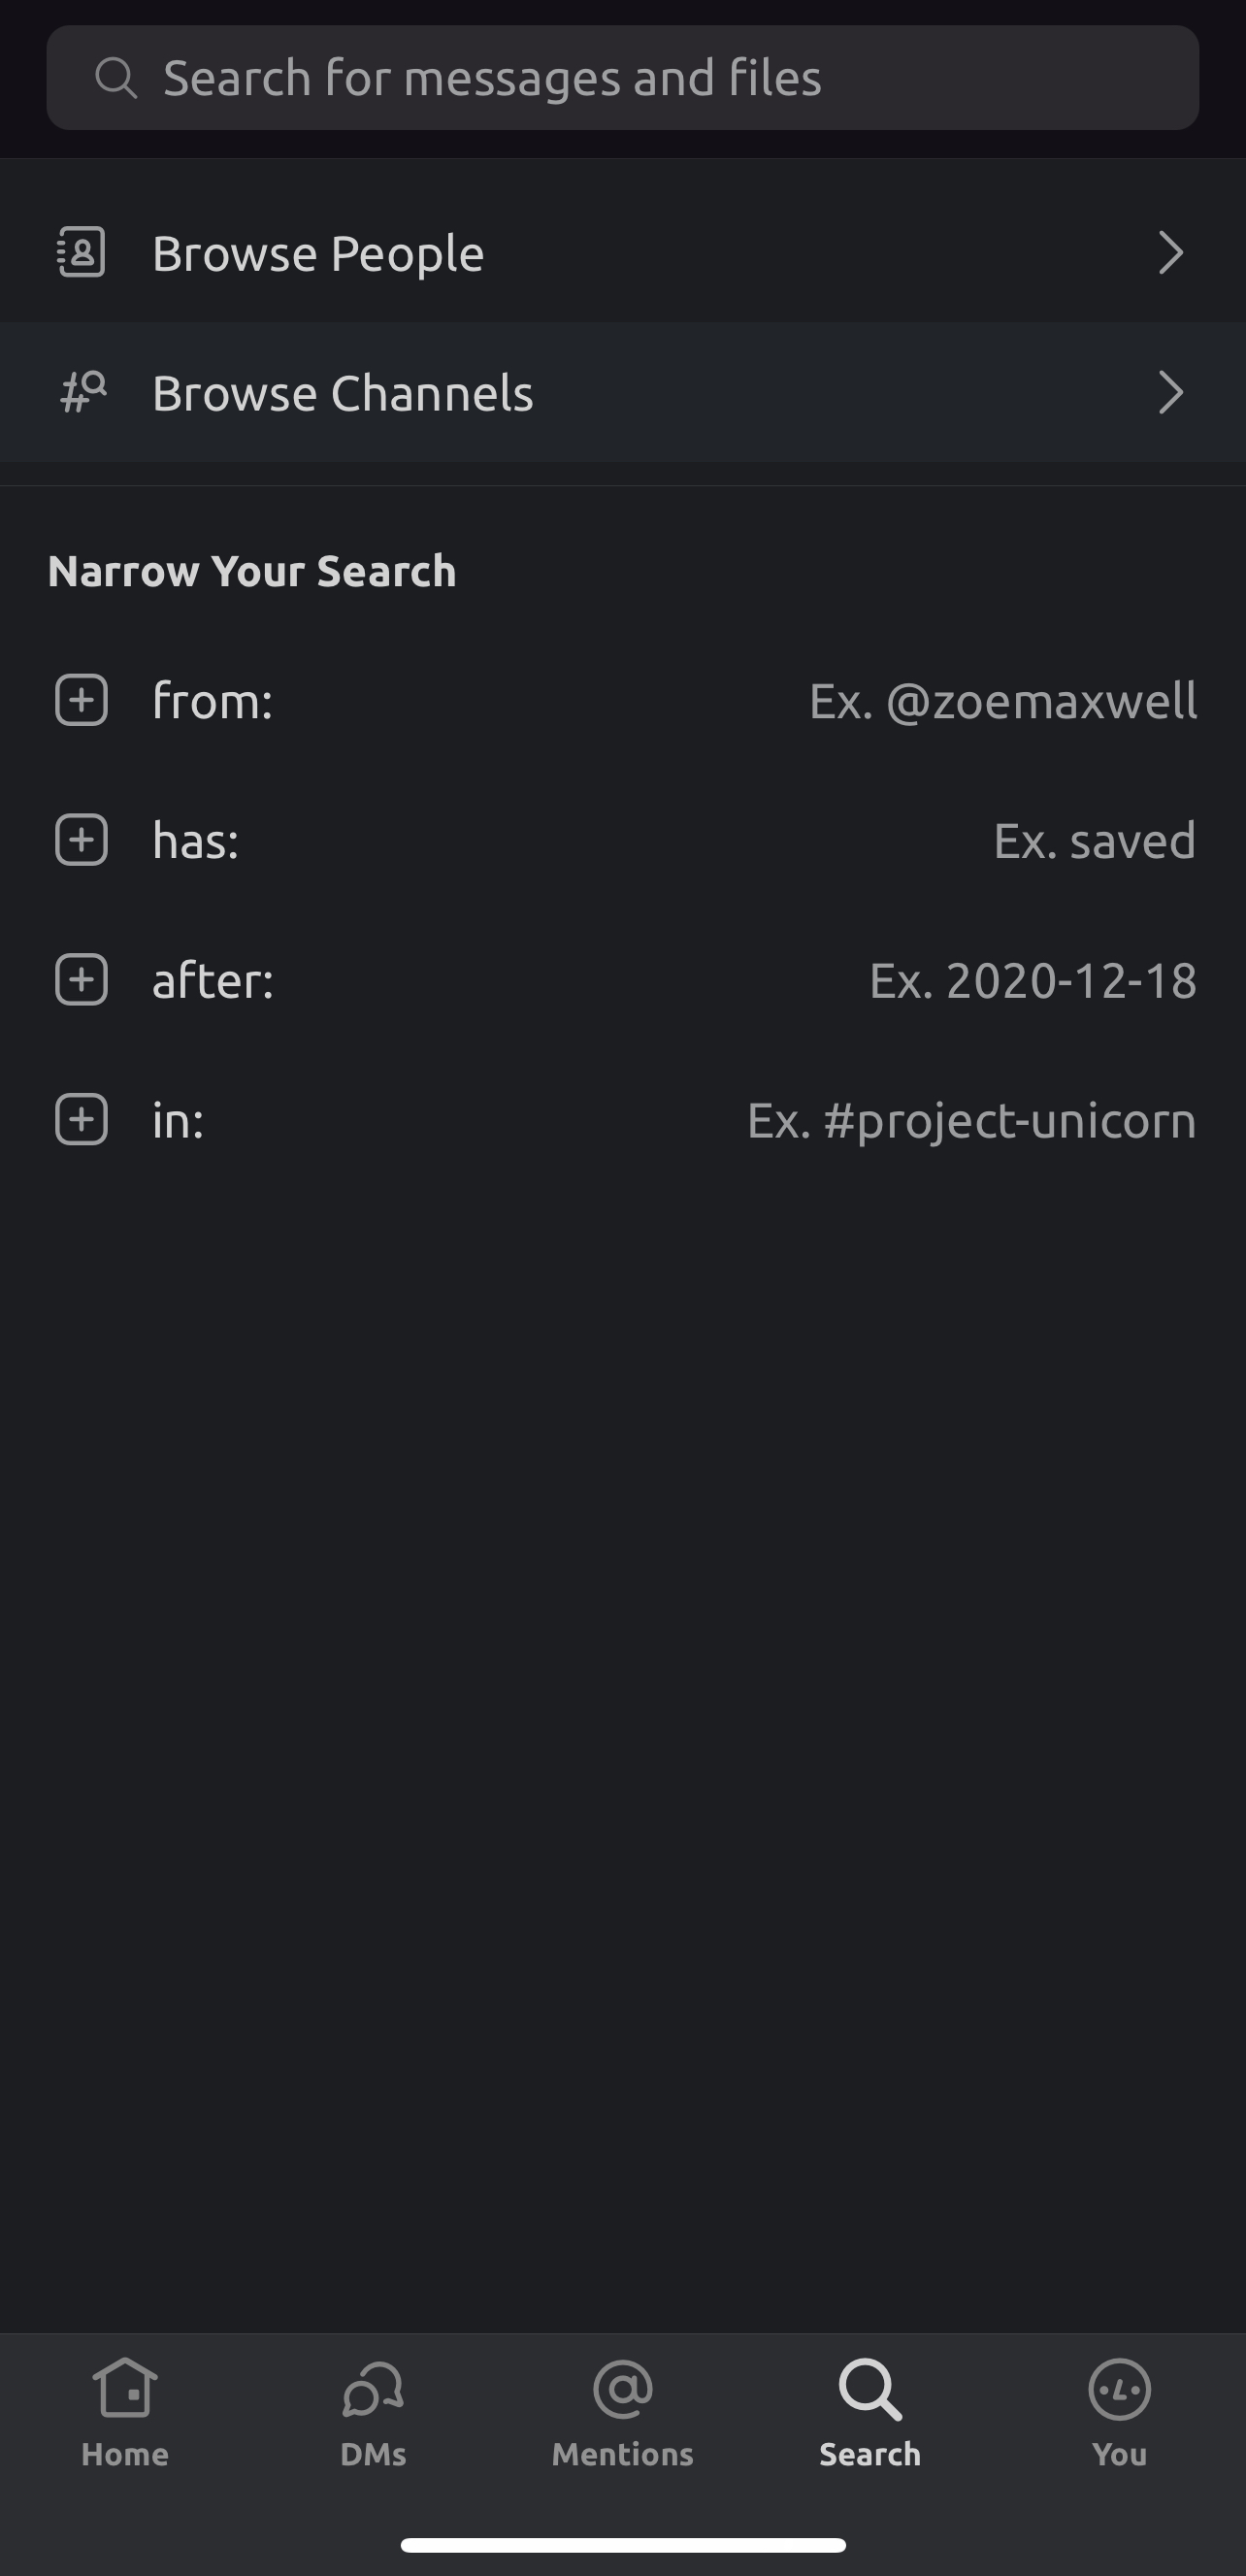 Search for messages and files
Browse People
Browse Channels
Narrow Your Search
from: Ex. @zoemaxwell
has: Ex. saved
after: Ex. 2020-12-18
in: Ex. #project-unicorn
Home DMs Mentions Search You